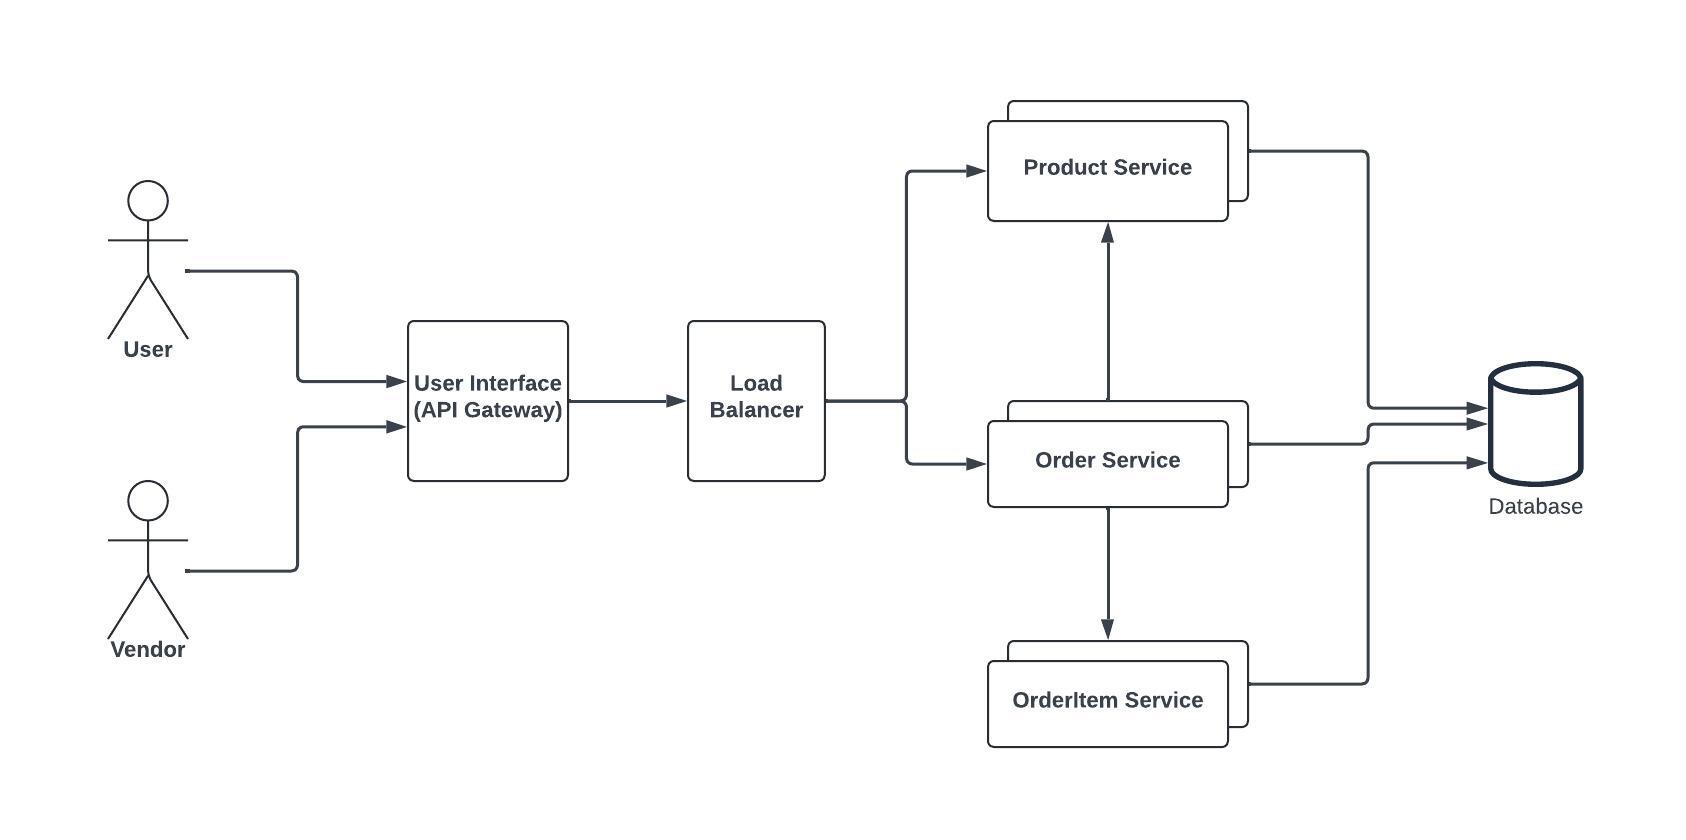 User
Vendor
User Interface
(API Gateway)
Load
Balancer
Product Service
Order Service
OrderItem Service
Database